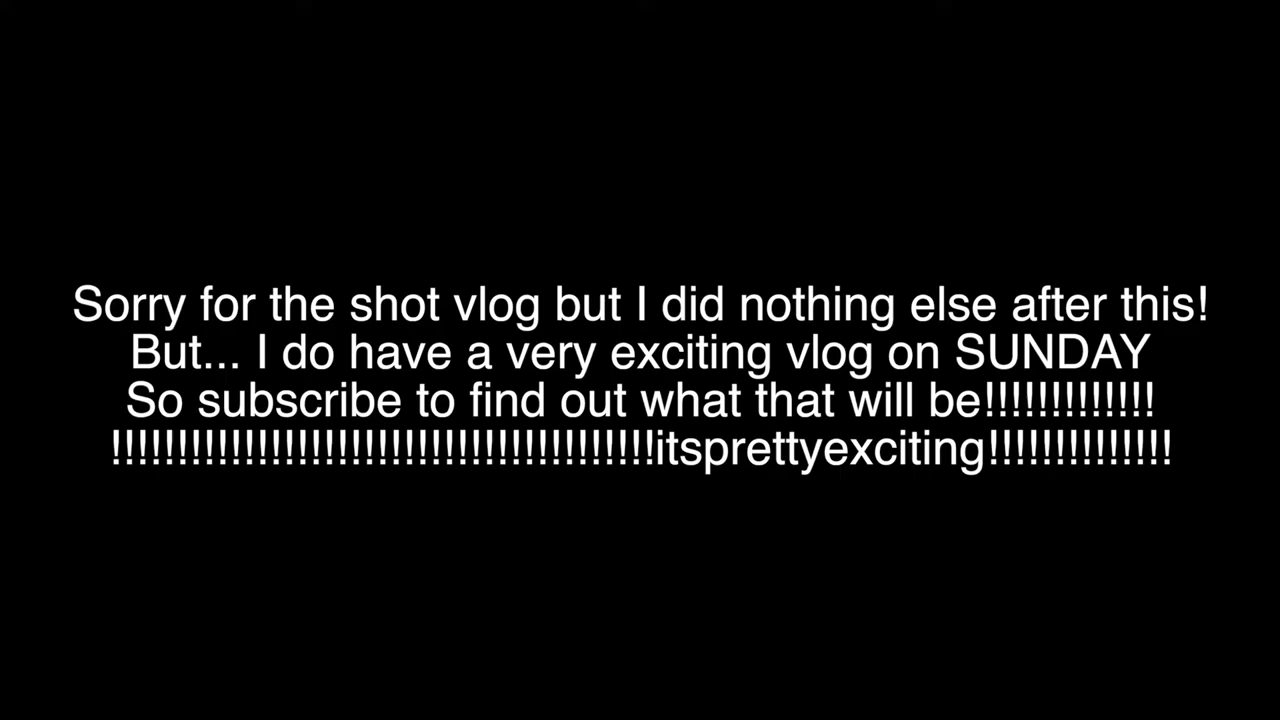 Sorry for the shot vlog but I did nothing else after this!
But... I do have a very exciting vlog on SUNDAY
So subscribe to find out what that will be!!!!!!!!!!!!!
!!!!!!!!!!!!!!!!!!!!!!!!!!!!!!!!!!!!!!!!!itsprettyexciting!!!!!!!!!!!!!!